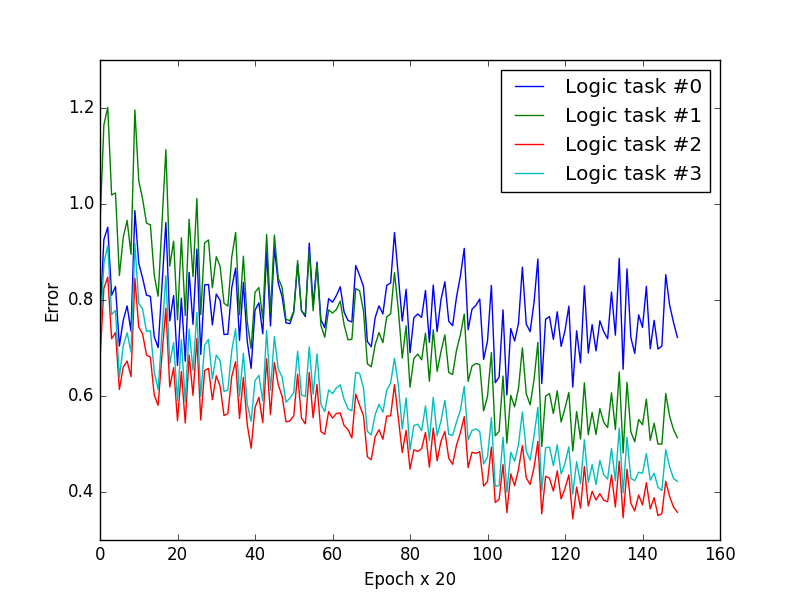 Logic task #0
Logic task #1
Logic task #2
Logic task #3
1.2
1.0
0.8
0.6
0.4
Error
0 20 40 60 80 100 120 140 160
Epoch x 20